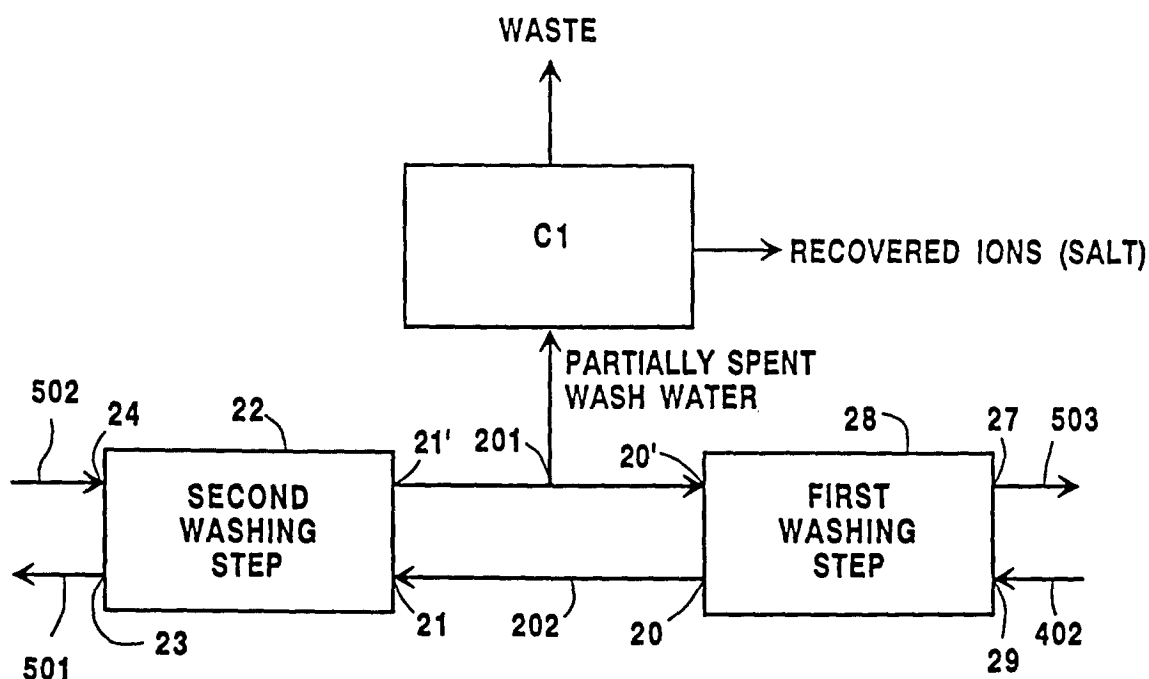 WASTE
C1
RECOVERED IONS (SALT)
PARTIALLY SPENT
WASH WATER
502
24
22
21'
201
20'
28
27
503
SECOND
WASHING
STEP
FIRST
WASHING
STEP
501
23
21
202
20
29
402